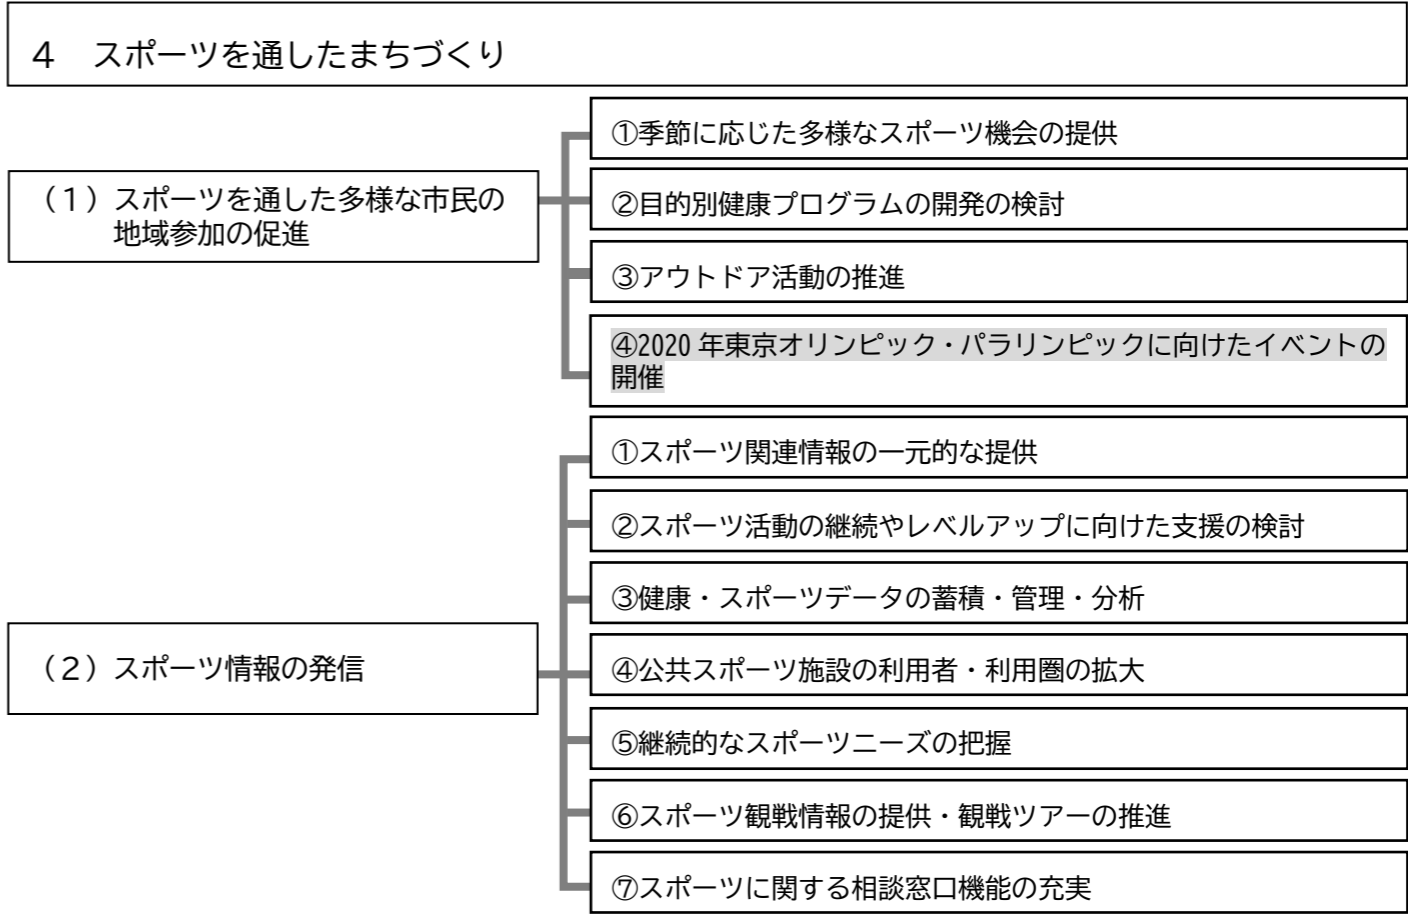 ４　スポーツを通したまちづくり
（１）スポーツを通した多様な市民の
地域参加の促進
①季節に応じた多様なスポーツ機会の提供
②目的別健康プログラムの開発の検討
③アウトドア活動の推進
④2020 年東京オリンピック・パラリンピックに向けたイベントの
開催
（２）スポーツ情報の発信
①スポーツ関連情報の一元的な提供
②スポーツ活動の継続やレベルアップに向けた支援の検討
③健康・スポーツデータの蓄積・管理・分析
④公共スポーツ施設の利用者・利用圏の拡大
⑤継続的なスポーツニーズの把握
⑥スポーツ観戦情報の提供・観戦ツアーの推進
⑦スポーツに関する相談窓口機能の充実